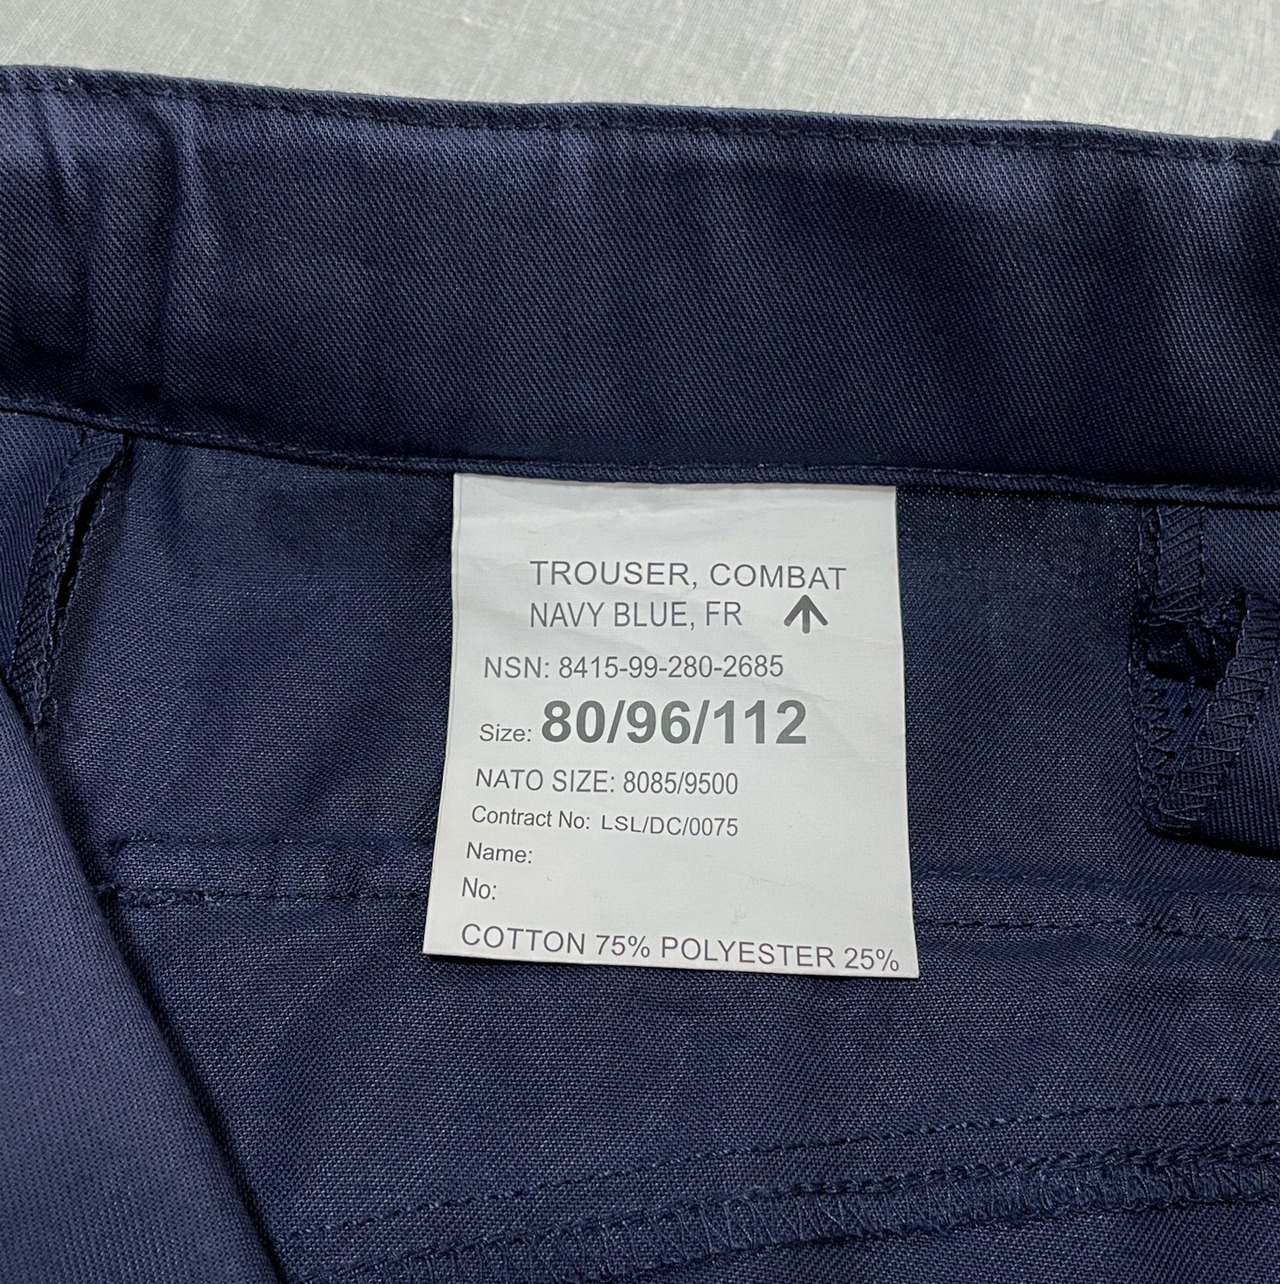 TROUSER, COMBAT
NAVY BLUE, FR
NSN: 8415-99-280-2685
Size: 80/96/112
NATO SIZE: 8085/9500
Contract No: LSL/DC/0075
Name:
No:
COTTON 75% POLYESTER 25%